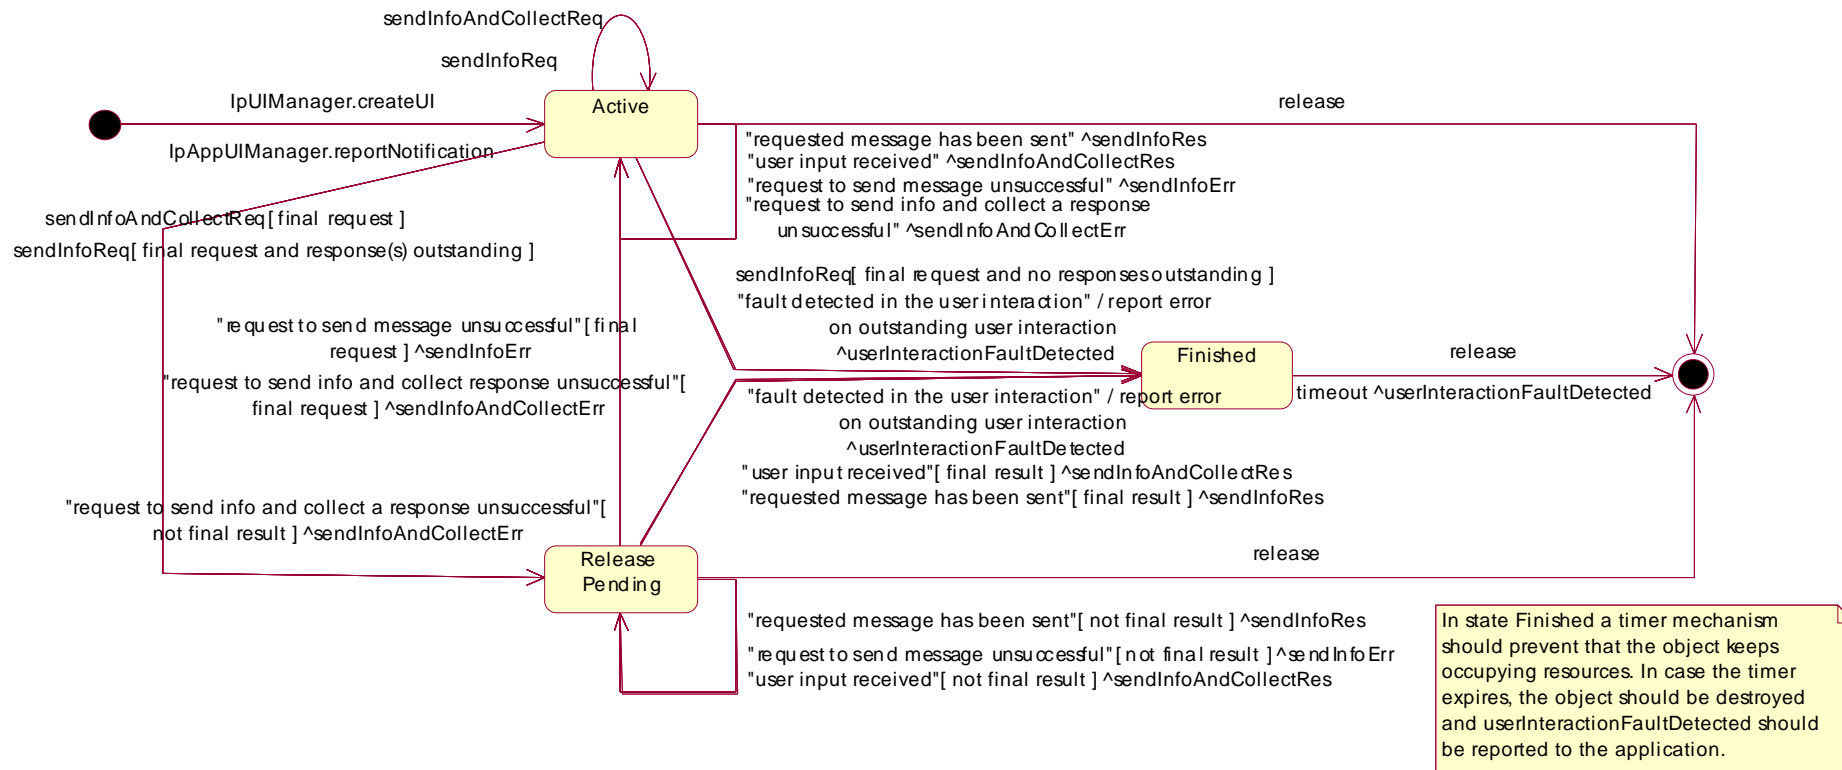 sendInfoAndCollectReq
sendInfoReq
IpUIManager.createUI
Active
release
IpAppUIManager.reportNotification
"requested message has been sent" ^sendInfoRes
"user input received" ^sendInfoAndCollectRes
"request to send message unsuccessful" ^sendInfoErr
"request to send info and collect a response
unsuccessful" ^sendInfoAndCollectErr
sendInfoAndCollectReq[ final request ]
sendInfoReq[ final request and response(s) outstanding ]
sendInfoReq[ final request and no responses outstanding ]
"fault detected in the user interaction" / report error
on outstanding user interaction
^userInteractionFaultDetected
"request to send message unsuccessful"[ final
request ] ^sendInfoErr
"request to send info and collect response unsuccessful"[
final request ] ^sendInfoAndCollectErr
Finished
release
timeout ^userInteractionFaultDetected
"fault detected in the user interaction" / report error
on outstanding user interaction
^userInteractionFaultDetected
"user input received"[ final result ] ^sendInfoAndCollectRes
"requested message has been sent"[ final result ] ^sendInfoRes
"request to send info and collect a response unsuccessful"[
not final result ] ^sendInfoAndCollectErr
Release
Pending
release
"requested message has been sent"[ not final result ] ^sendInfoRes
"request to send message unsuccessful"[ not final result ] ^sendInfoErr
"user input received"[ not final result ] ^sendInfoAndCollectRes
In state Finished a timer mechanism
should prevent that the object keeps
occupying resources. In case the timer
expires, the object should be destroyed
and userInteractionFaultDetected should
be reported to the application.